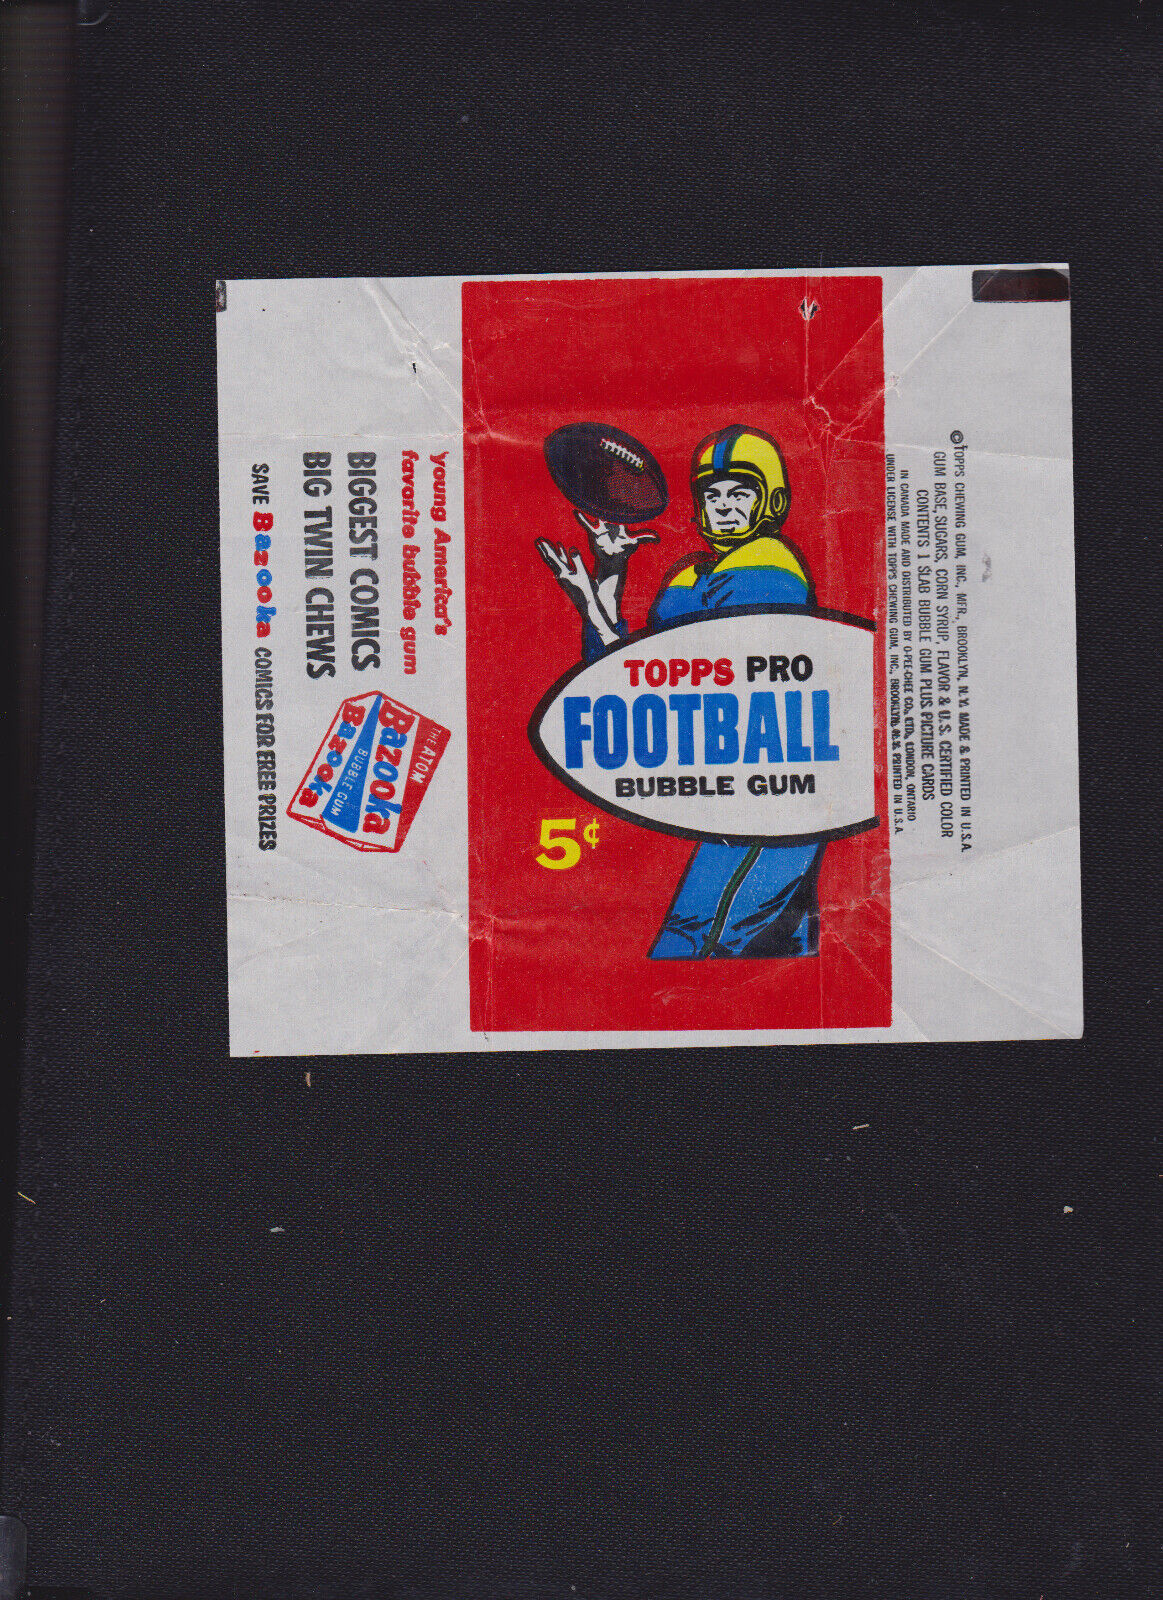 young America's
favorite bubble gum
BIGGEST COMICS
BIG TWIN CHEWS
SAVE Bazooka COMICS FOR FREE PRIZES
THE ATOM
Bazooka
BUBBLE GUM
Bazooka
TOPPS PRO
FOOTBALL
BUBBLE GUM
5¢
©TOPPS CHEWING GUM, INC., MFR., BROOKLYN, N.Y. MADE & PRINTED IN U.S.A.
GUM BASE, SUGARS, CORN SYRUP, FLAVOR & U.S. CERTIFIED COLOR
CONTENTS 1 SLAB BUBBLE GUM PLUS PICTURE CARDS
IN CANADA MADE AND DISTRIBUTED BY O-PEE-CHEE CO., LTD., LONDON, ONTARIO
UNDER LICENSE WITH TOPPS CHEWING GUM, INC., BROOKLYN, N.Y. PRINTED IN U.S.A.